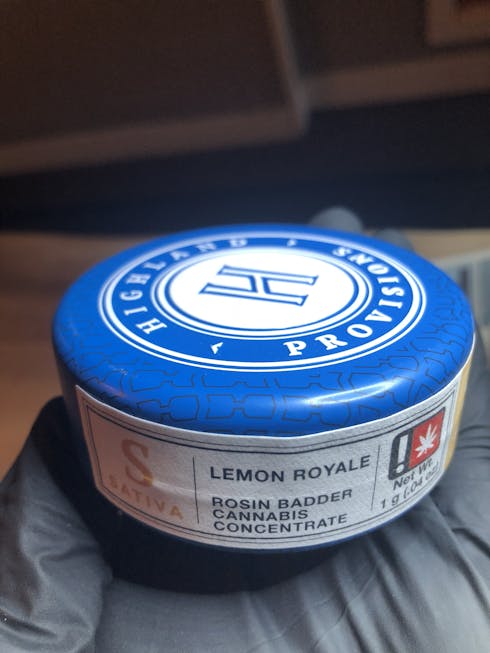 HIGHLAND
PROVISIONS
H
S
SATIVA
LEMON ROYALE
ROSIN BADDER
CANNABIS
CONCENTRATE
!
Net Wt.
1 g (.04 oz)